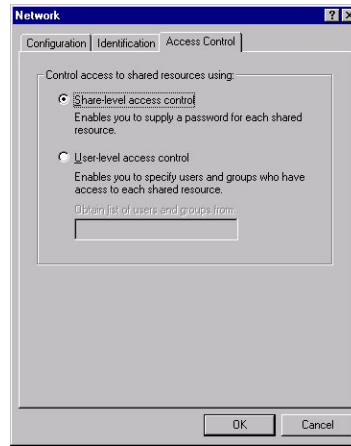 Network
Configuration Identification Access Control
Control access to shared resources using:
Share-level access control
Enables you to supply a password for each shared
resource.
User-level access control
Enables you to specify users and groups who have
access to each shared resource.
Obtain list of users and groups from:
OK Cancel